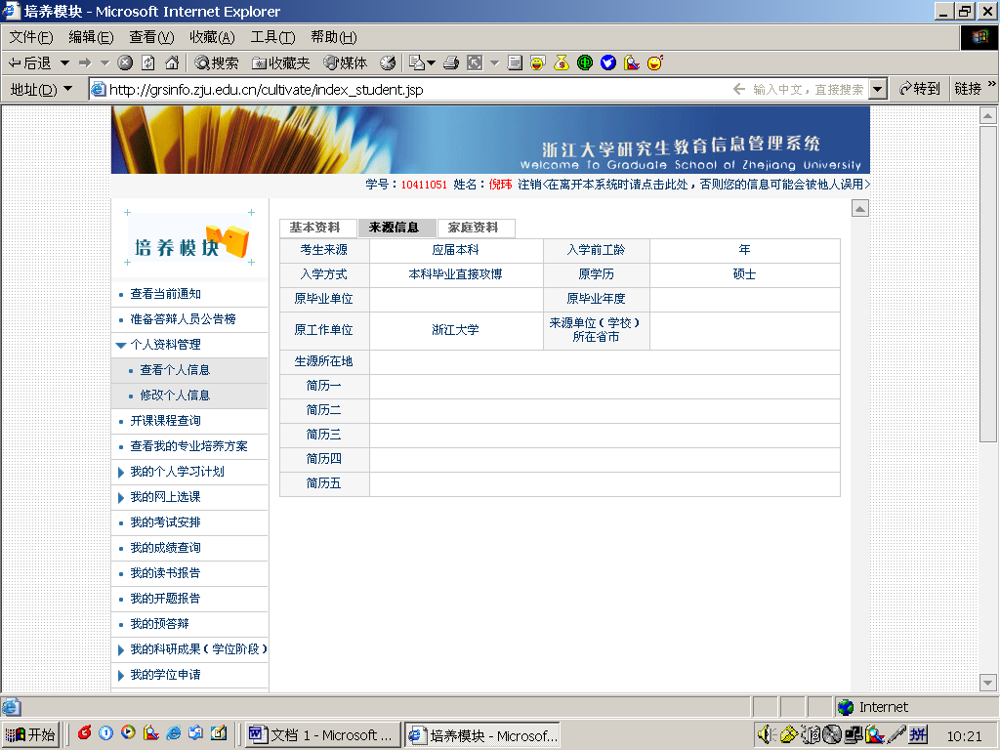 培养模块 - Microsoft Internet Explorer
文件(F) 编辑(E) 查看(V) 收藏(A) 工具(T) 帮助(H)
后退 搜索 收藏夹 媒体
地址(D) http://grsinfo.zju.edu.cn/cultivate/index_student.jsp 输入中文，直接搜索 转到 链接 »
浙江大学研究生教育信息管理系统
Welcome To Graduate School of Zhejiang University
学号：10411051 姓名：倪玮 注销<在离开本系统时请点击此处，否则您的信息可能会被他人误用>
培养模块
查看当前通知
准备答辩人员公告榜
个人资料管理
查看个人信息
修改个人信息
开课课程查询
查看我的专业培养方案
我的个人学习计划
我的网上选课
我的考试安排
我的成绩查询
我的读书报告
我的开题报告
我的预答辩
我的科研成果（学位阶段）
我的学位申请
基本资料 来源信息 家庭资料
考生来源 应届本科 入学前工龄 年
入学方式 本科毕业直接攻博 原学历 硕士
原毕业单位 原毕业年度
原工作单位 浙江大学 来源单位（学校）
所在省市
生源所在地
简历一
简历二
简历三
简历四
简历五
Internet
开始 文档 1 - Microsoft ... 培养模块 - Microsof... 拼 10:21